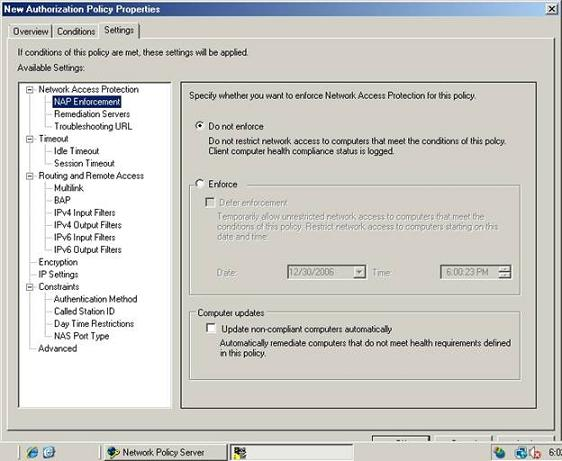 New Authorization Policy Properties
Overview
Conditions
Settings
If conditions of this policy are met, these settings will be applied.
Available Settings:
Network Access Protection
NAP Enforcement
Remediation Servers
Troubleshooting URL
Timeout
Idle Timeout
Session Timeout
Routing and Remote Access
Multilink
BAP
IPv4 Input Filters
IPv4 Output Filters
IPv6 Input Filters
IPv6 Output Filters
Encryption
IP Settings
Constraints
Authentication Method
Called Station ID
Day Time Restrictions
NAS Port Type
Advanced
Specify whether you want to enforce Network Access Protection for this policy.
Do not enforce
Do not restrict network access to computers that meet the conditions of this policy.
Client computer health compliance status is logged.
Enforce
Defer enforcement
Temporarily allow unrestricted network access to computers that meet the
conditions of this policy. Restrict network access to computers starting on this
date and time:
Date:
12/30/2006
Time:
6:00:23 PM
Computer updates
Update non-compliant computers automatically
Automatically remediate computers that do not meet health requirements defined
in this policy.
Network Policy Server